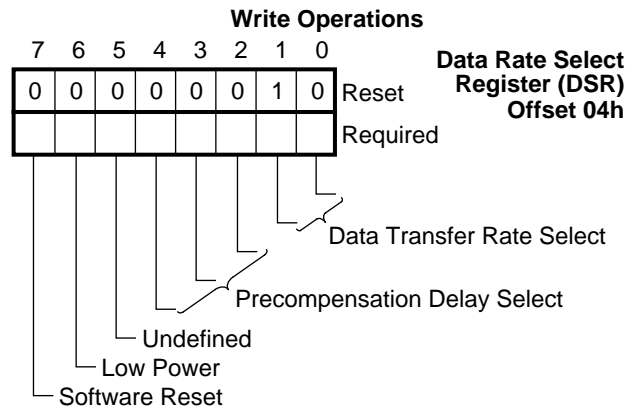 Write Operations
7 6 5 4 3 2 1 0
Data Rate Select
Register (DSR)
Offset 04h
0 0 0 0 0 0 1 0 Reset
Required
Data Transfer Rate Select
Precompensation Delay Select
Undefined
Low Power
Software Reset